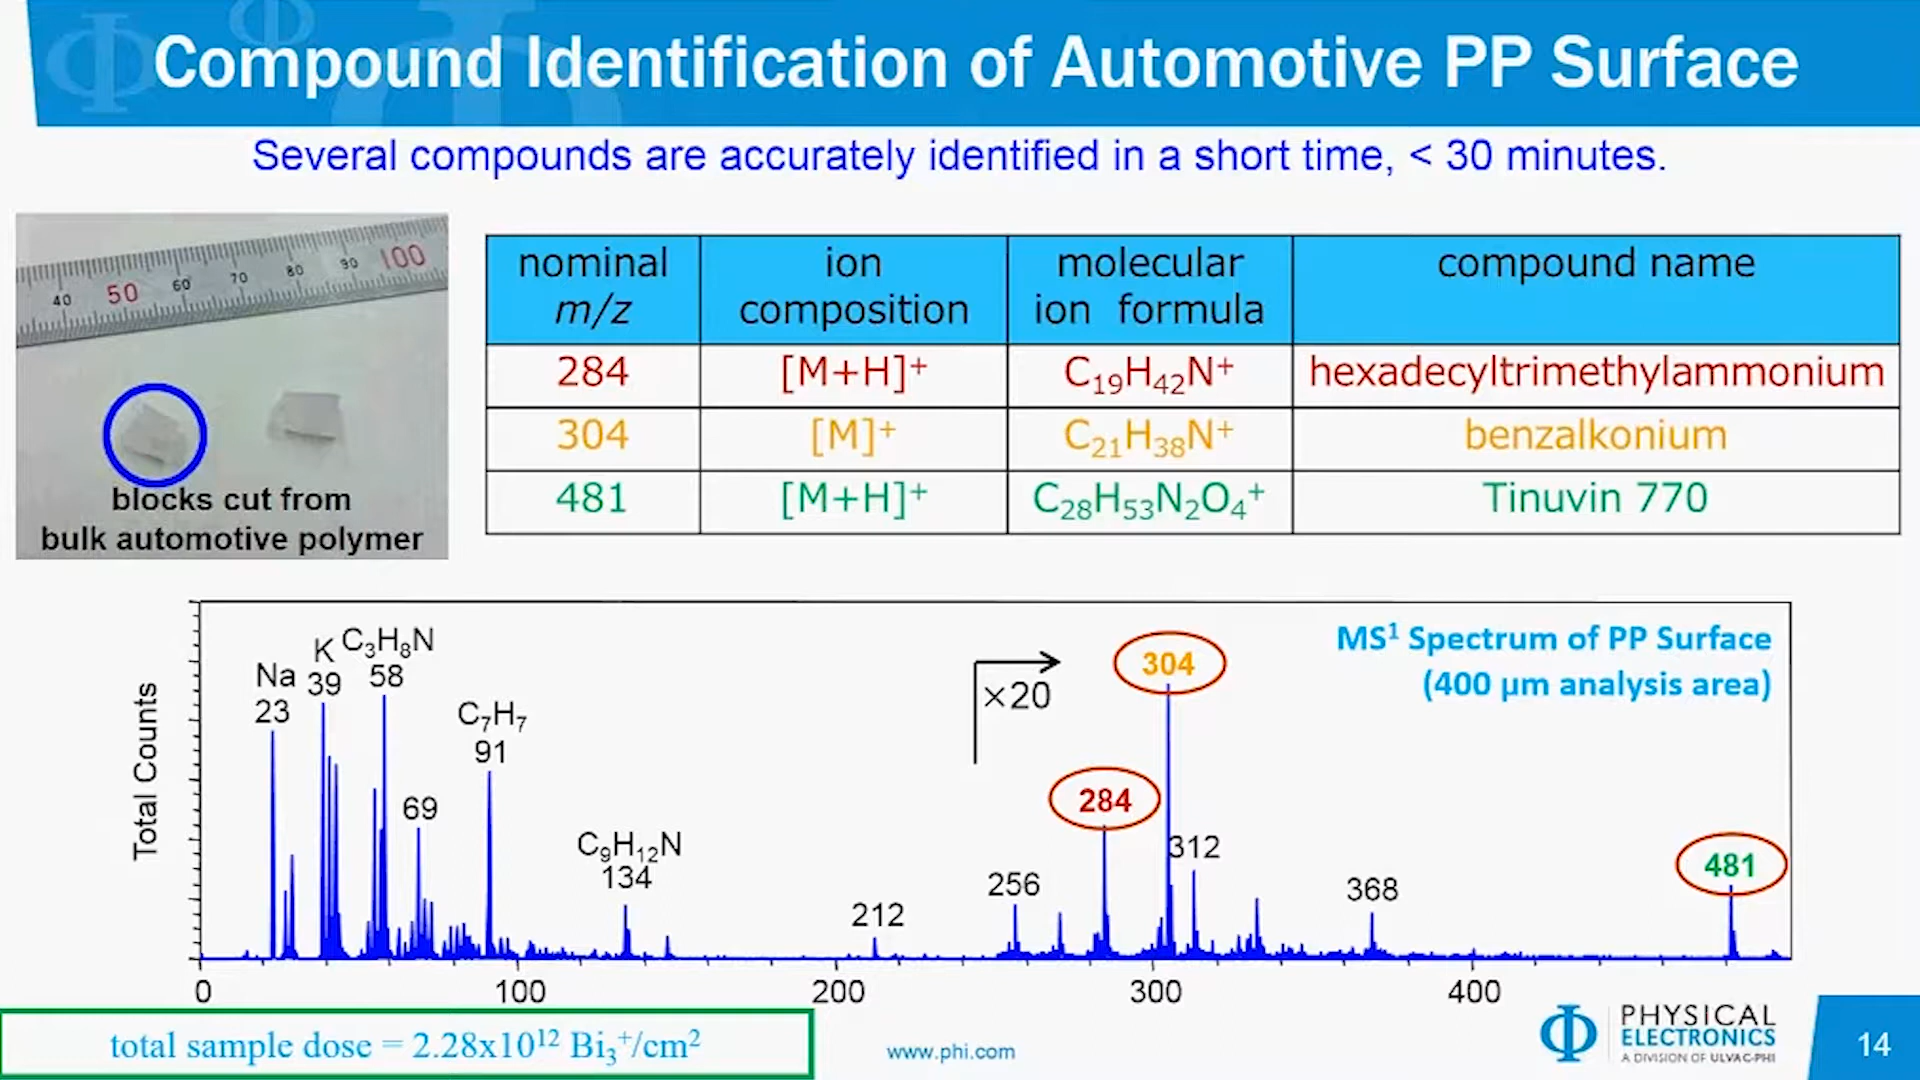 Compound Identification of Automotive PP Surface
Several compounds are accurately identified in a short time, < 30 minutes.
40 50 60 70 80 90 100
blocks cut from
bulk automotive polymer
nominal m/z ion composition molecular ion formula compound name
284 [M+H]⁺ C₁₉H₄₂N⁺ hexadecyltrimethylammonium
304 [M]⁺ C₂₁H₃₈N⁺ benzalkonium
481 [M+H]⁺ C₂₈H₅₃N₂O₄⁺ Tinuvin 770
MS¹ Spectrum of PP Surface
(400 µm analysis area)
Total Counts
Na
23
K
39
C₃H₈N
58
69
C₇H₇
91
C₉H₁₂N
134
212
×20
256
284
304
312
368
481
0 100 200 300 400
total sample dose = 2.28x10¹² Bi₃⁺/cm²
www.phi.com
PHYSICAL
ELECTRONICS
A DIVISION OF ULVAC-PHI
14